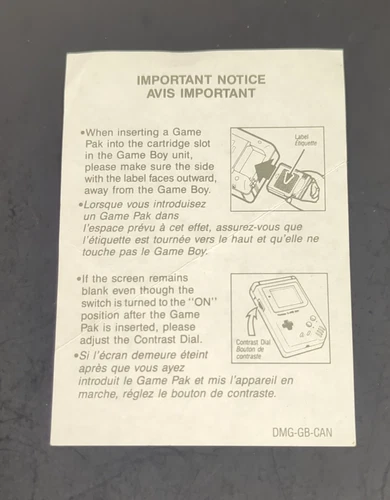 IMPORTANT NOTICE
AVIS IMPORTANT
•When inserting a Game
Pak into the cartridge slot
in the Game Boy unit,
please make sure the side
with the label faces outward,
away from the Game Boy.
Label
Étiquette
•Lorsque vous introduisez
un Game Pak dans
l'espace prévu à cet effet, assurez-vous que
l'étiquette est tournée vers le haut et qu'elle ne
touche pas le Game Boy.
•If the screen remains
blank even though the
switch is turned to the "ON"
position after the Game
Pak is inserted, please
adjust the Contrast Dial.
Contrast Dial
Bouton de
contraste
•Si l'écran demeure éteint
après que vous ayez
introduit le Game Pak et mis l'appareil en
marche, réglez le bouton de contraste.
DMG-GB-CAN